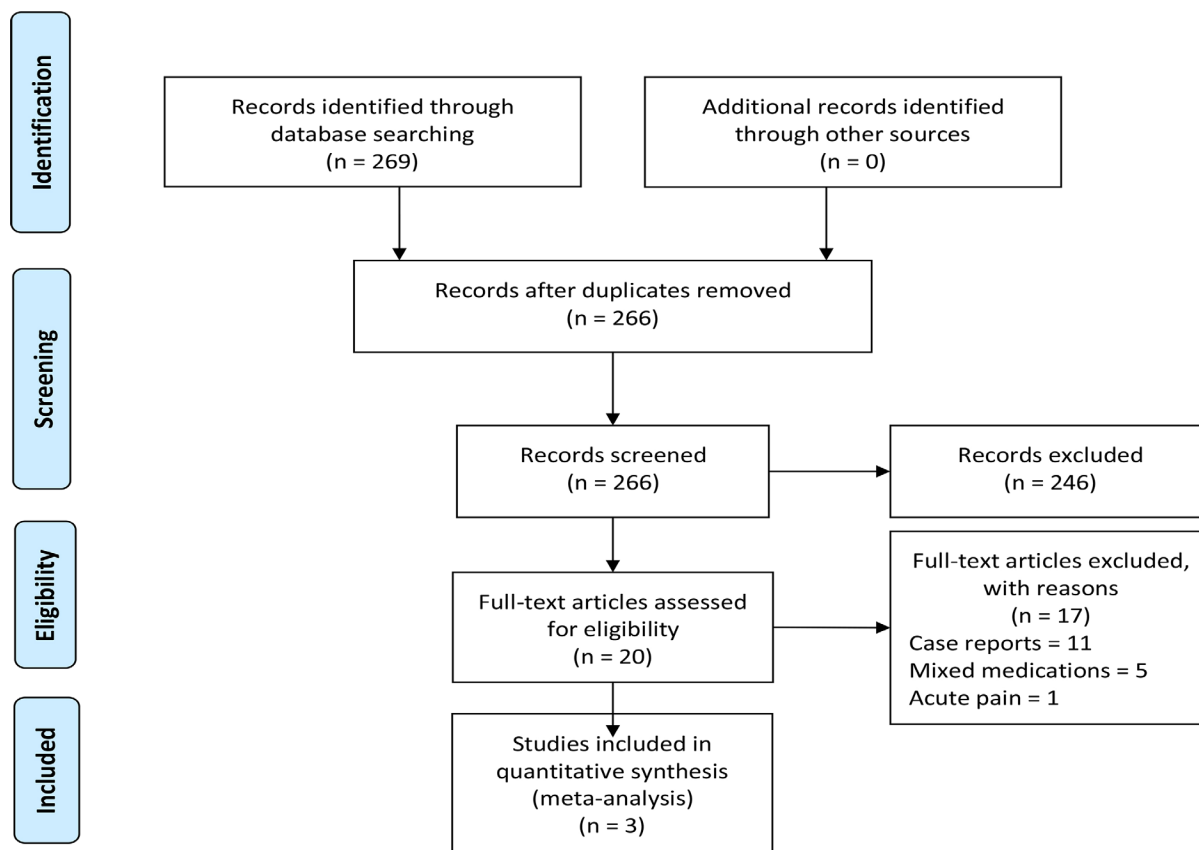 Identification
Records identified through
database searching
(n = 269)
Additional records identified
through other sources
(n = 0)
Screening
Records after duplicates removed
(n = 266)
Records screened
(n = 266)
Records excluded
(n = 246)
Eligibility
Full-text articles assessed
for eligibility
(n = 20)
Full-text articles excluded,
with reasons
(n = 17)
Case reports = 11
Mixed medications = 5
Acute pain = 1
Included
Studies included in
quantitative synthesis
(meta-analysis)
(n = 3)